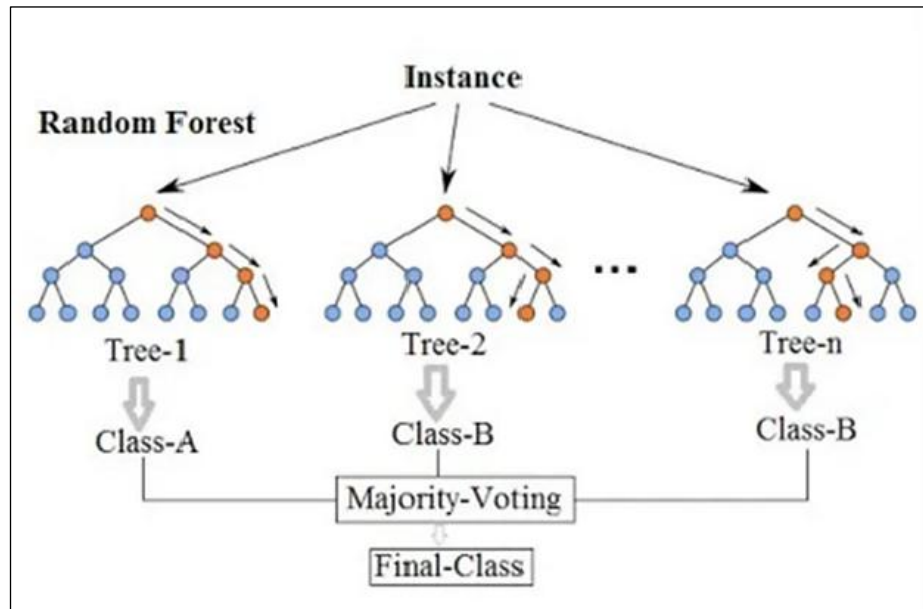 Instance
Random Forest
...
Tree-1
Tree-2
Tree-n
Class-A
Class-B
Class-B
Majority-Voting
Final-Class